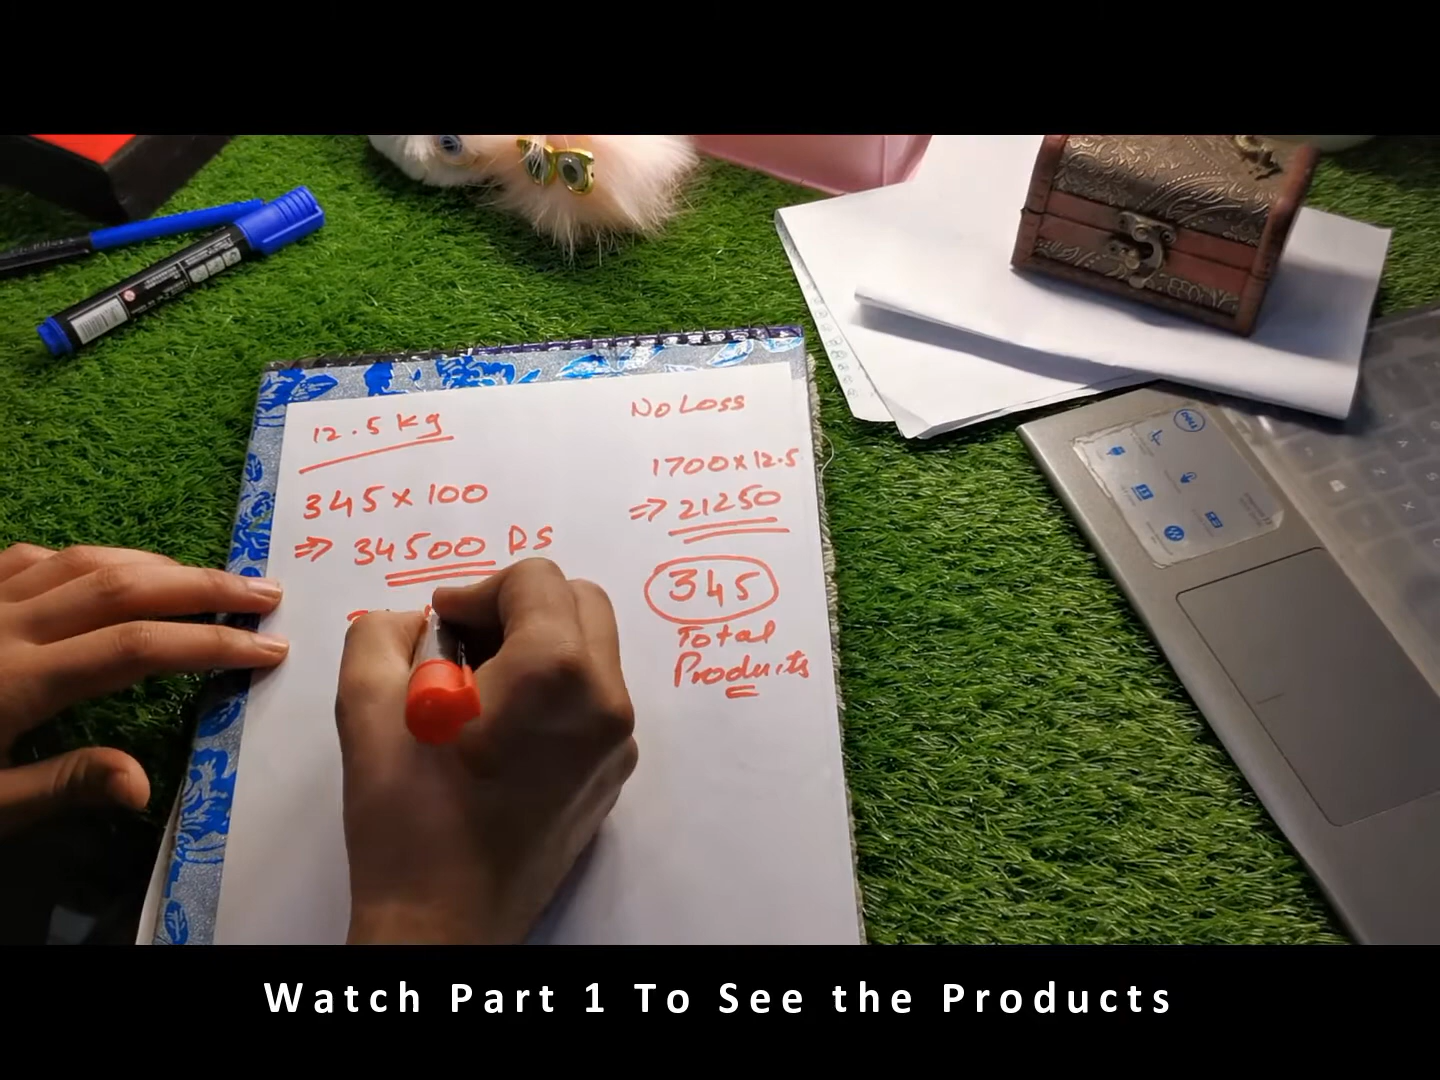 12.5 kg
345 x 100
=> 34500 RS
No Loss
1700 x 12.5
=> 21250
345
Total
Products
DELL
Watch Part 1 To See the Products